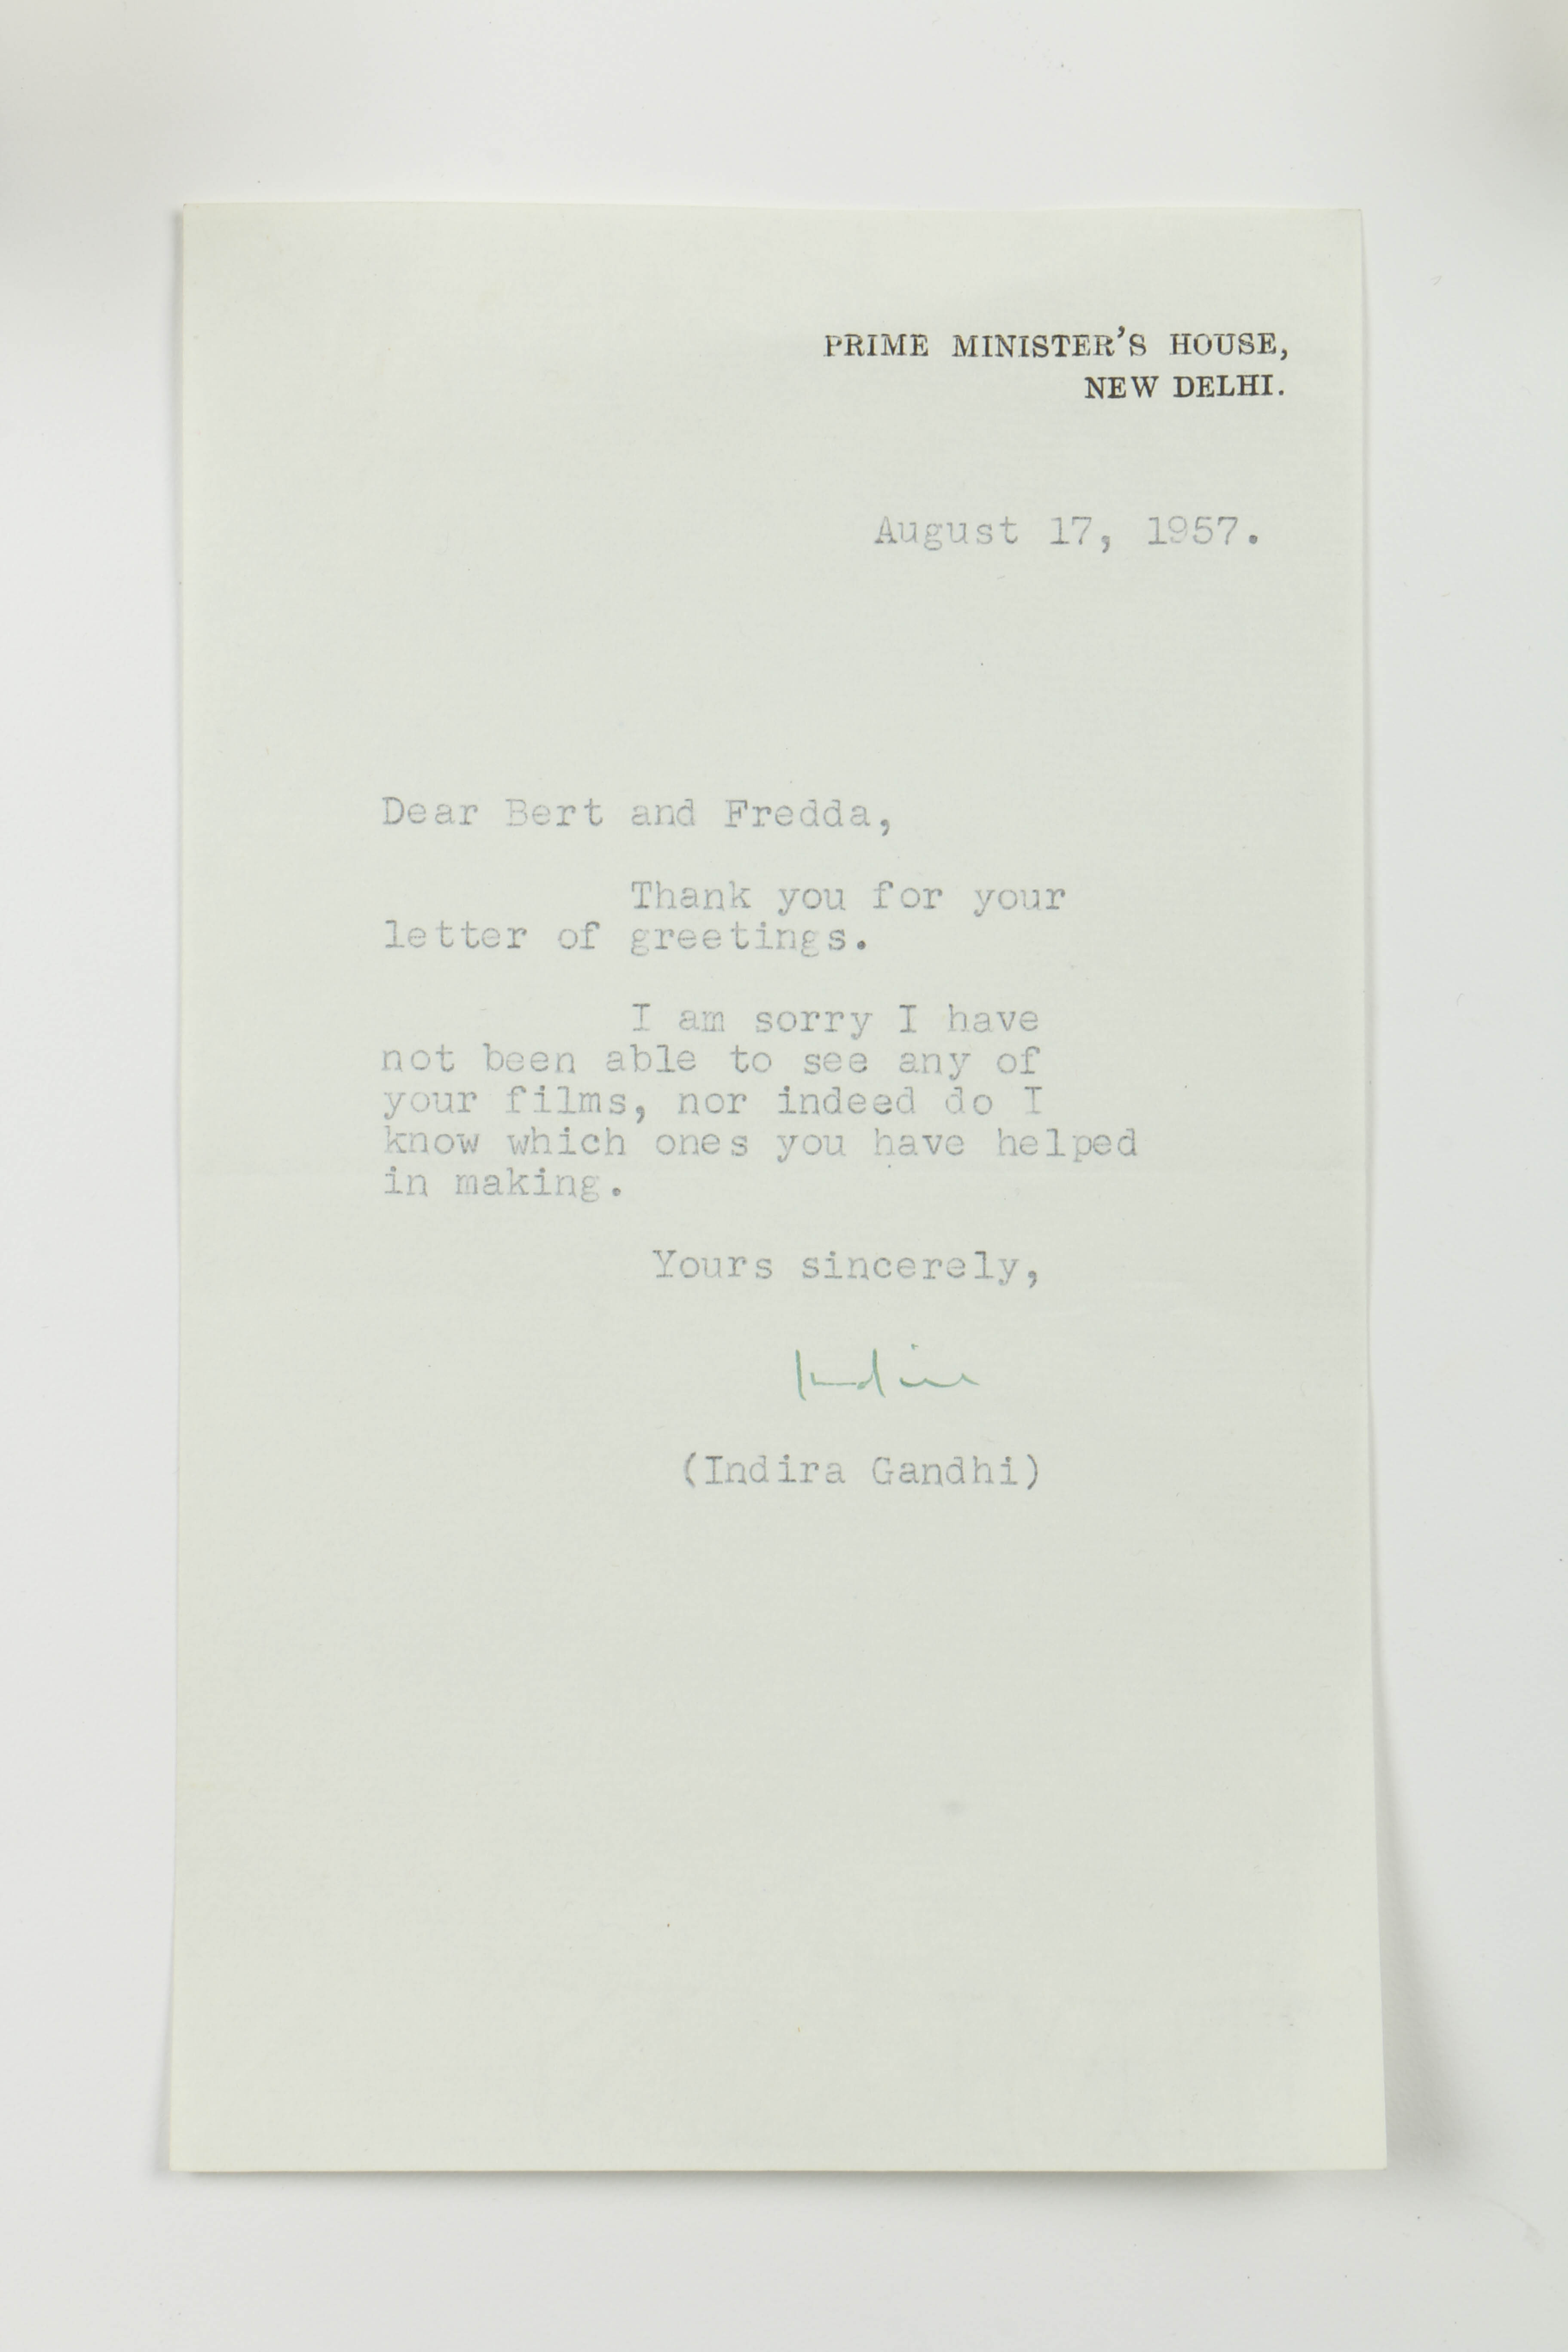 PRIME MINISTER'S HOUSE,
NEW DELHI.
August 17, 1957.
Dear Bert and Fredda,
Thank you for your
letter of greetings.
I am sorry I have
not been able to see any of
your films, nor indeed do I
know which ones you have helped
in making.
Yours sincerely,
Indira
(Indira Gandhi)